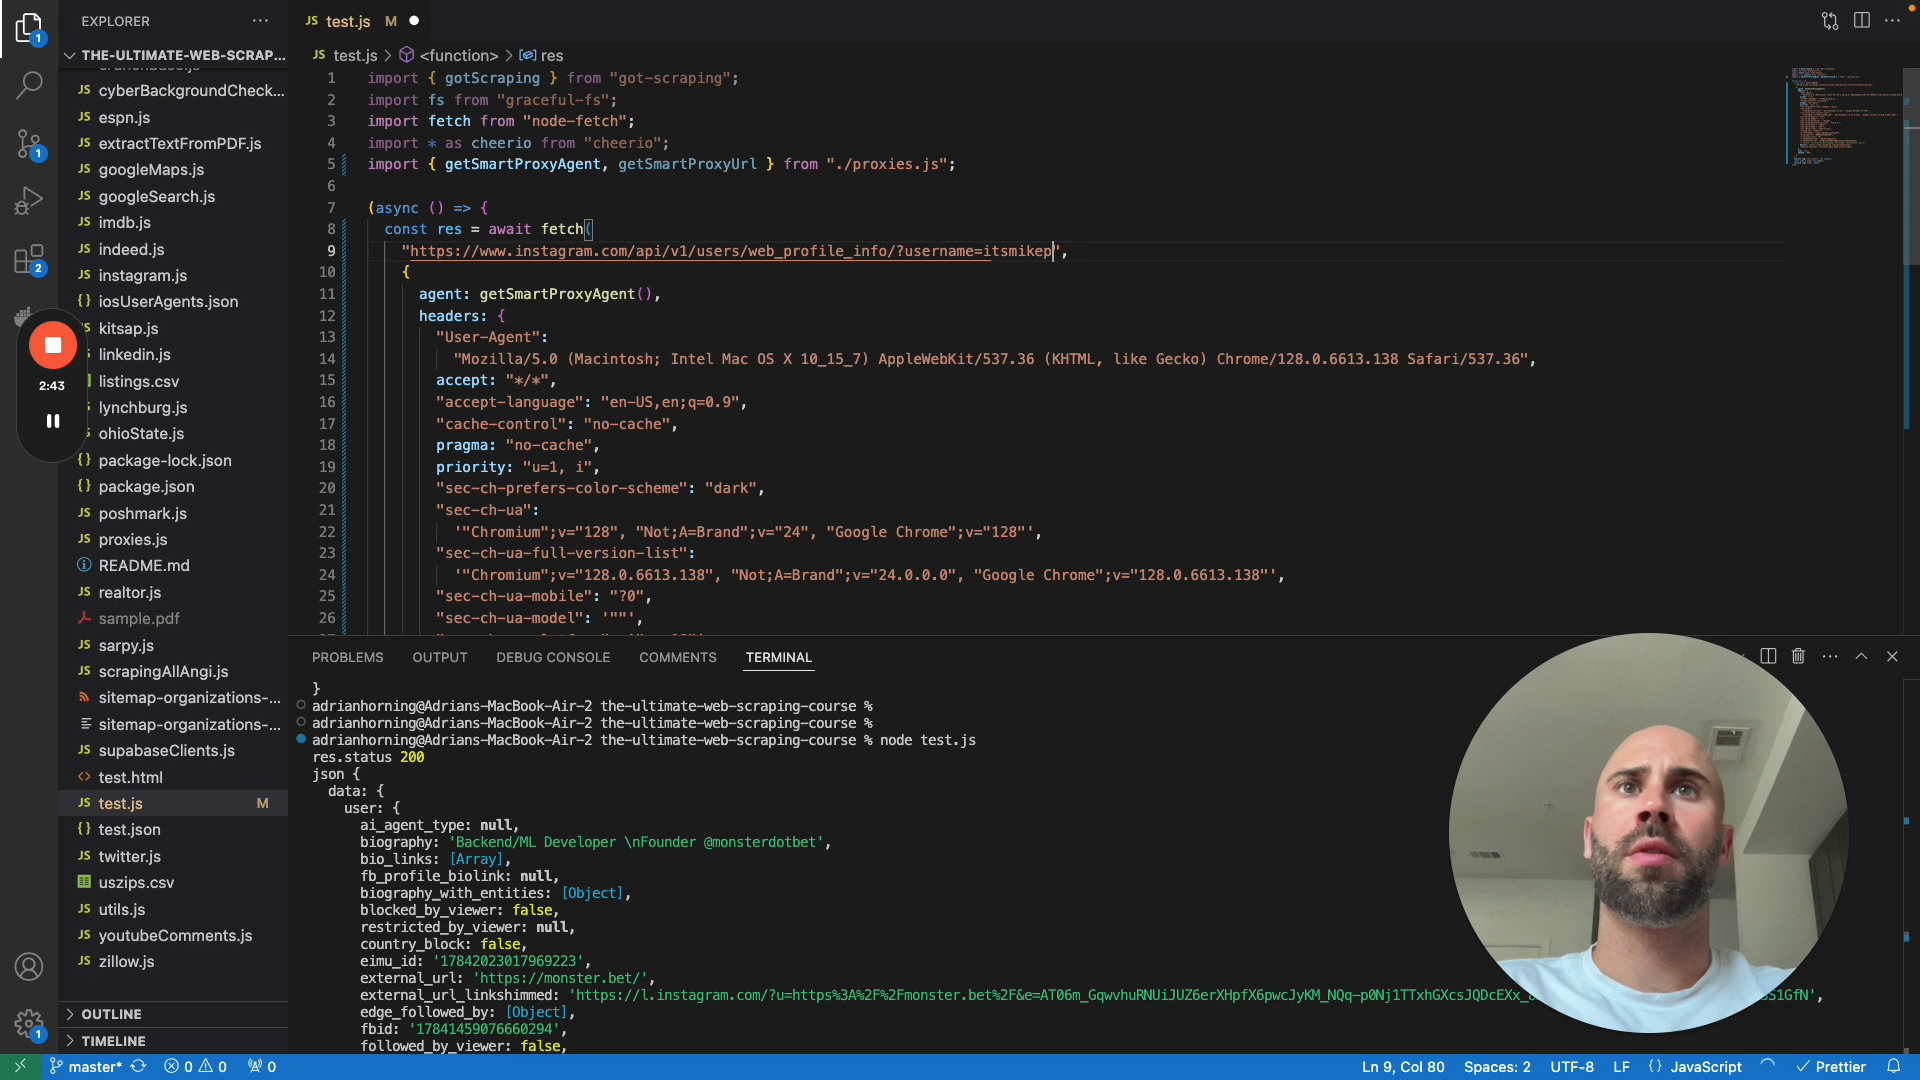 EXPLORER
THE-ULTIMATE-WEB-SCRAP...
cyberBackgroundCheck...
espn.js
extractTextFromPDF.js
googleMaps.js
googleSearch.js
imdb.js
indeed.js
instagram.js
iosUserAgents.json
kitsap.js
linkedin.js
listings.csv
lynchburg.js
ohioState.js
package-lock.json
package.json
poshmark.js
proxies.js
README.md
realtor.js
sample.pdf
sarpy.js
scrapingAllAngi.js
sitemap-organizations-...
sitemap-organizations-...
supabaseClients.js
test.html
test.js M
test.json
twitter.js
uszips.csv
utils.js
youtubeComments.js
zillow.js
OUTLINE
TIMELINE
2:43
JS test.js M
JS test.js > <function> > res
1 import { gotScraping } from "got-scraping";
2 import fs from "graceful-fs";
3 import fetch from "node-fetch";
4 import * as cheerio from "cheerio";
5 import { getSmartProxyAgent, getSmartProxyUrl } from "./proxies.js";
6
7 (async () => {
8 const res = await fetch(
9 "https://www.instagram.com/api/v1/users/web_profile_info/?username=itsmikep",
10 {
11 agent: getSmartProxyAgent(),
12 headers: {
13 "User-Agent":
14 "Mozilla/5.0 (Macintosh; Intel Mac OS X 10_15_7) AppleWebKit/537.36 (KHTML, like Gecko) Chrome/128.0.6613.138 Safari/537.36",
15 accept: "*/*",
16 "accept-language": "en-US,en;q=0.9",
17 "cache-control": "no-cache",
18 pragma: "no-cache",
19 priority: "u=1, i",
20 "sec-ch-prefers-color-scheme": "dark",
21 "sec-ch-ua":
22 '"Chromium";v="128", "Not;A=Brand";v="24", "Google Chrome";v="128"',
23 "sec-ch-ua-full-version-list":
24 '"Chromium";v="128.0.6613.138", "Not;A=Brand";v="24.0.0.0", "Google Chrome";v="128.0.6613.138"',
25 "sec-ch-ua-mobile": "?0",
26 "sec-ch-ua-model": '""',
PROBLEMS OUTPUT DEBUG CONSOLE COMMENTS TERMINAL
}
adrianhorning@Adrians-MacBook-Air-2 the-ultimate-web-scraping-course %
adrianhorning@Adrians-MacBook-Air-2 the-ultimate-web-scraping-course %
adrianhorning@Adrians-MacBook-Air-2 the-ultimate-web-scraping-course % node test.js
res.status 200
json {
data: {
user: {
ai_agent_type: null,
biography: 'Backend/ML Developer \nFounder @monsterdotbet',
bio_links: [Array],
fb_profile_biolink: null,
biography_with_entities: [Object],
blocked_by_viewer: false,
restricted_by_viewer: null,
country_block: false,
eimu_id: '17842023017969223',
external_url: 'https://monster.bet/',
external_url_linkshimmed: 'https://l.instagram.com/?u=https%3A%2F%2Fmonster.bet%2F&e=AT06m_GqwvhuRNUiJUZ6erXHpfX6pwcJyKM_NQq-p0Nj1TTxhGXcsJQDcEXx_
edge_followed_by: [Object],
fbid: '17841459076660294',
followed_by_viewer: false,
master* 0 0 0 Ln 9, Col 80 Spaces: 2 UTF-8 LF {} JavaScript Prettier